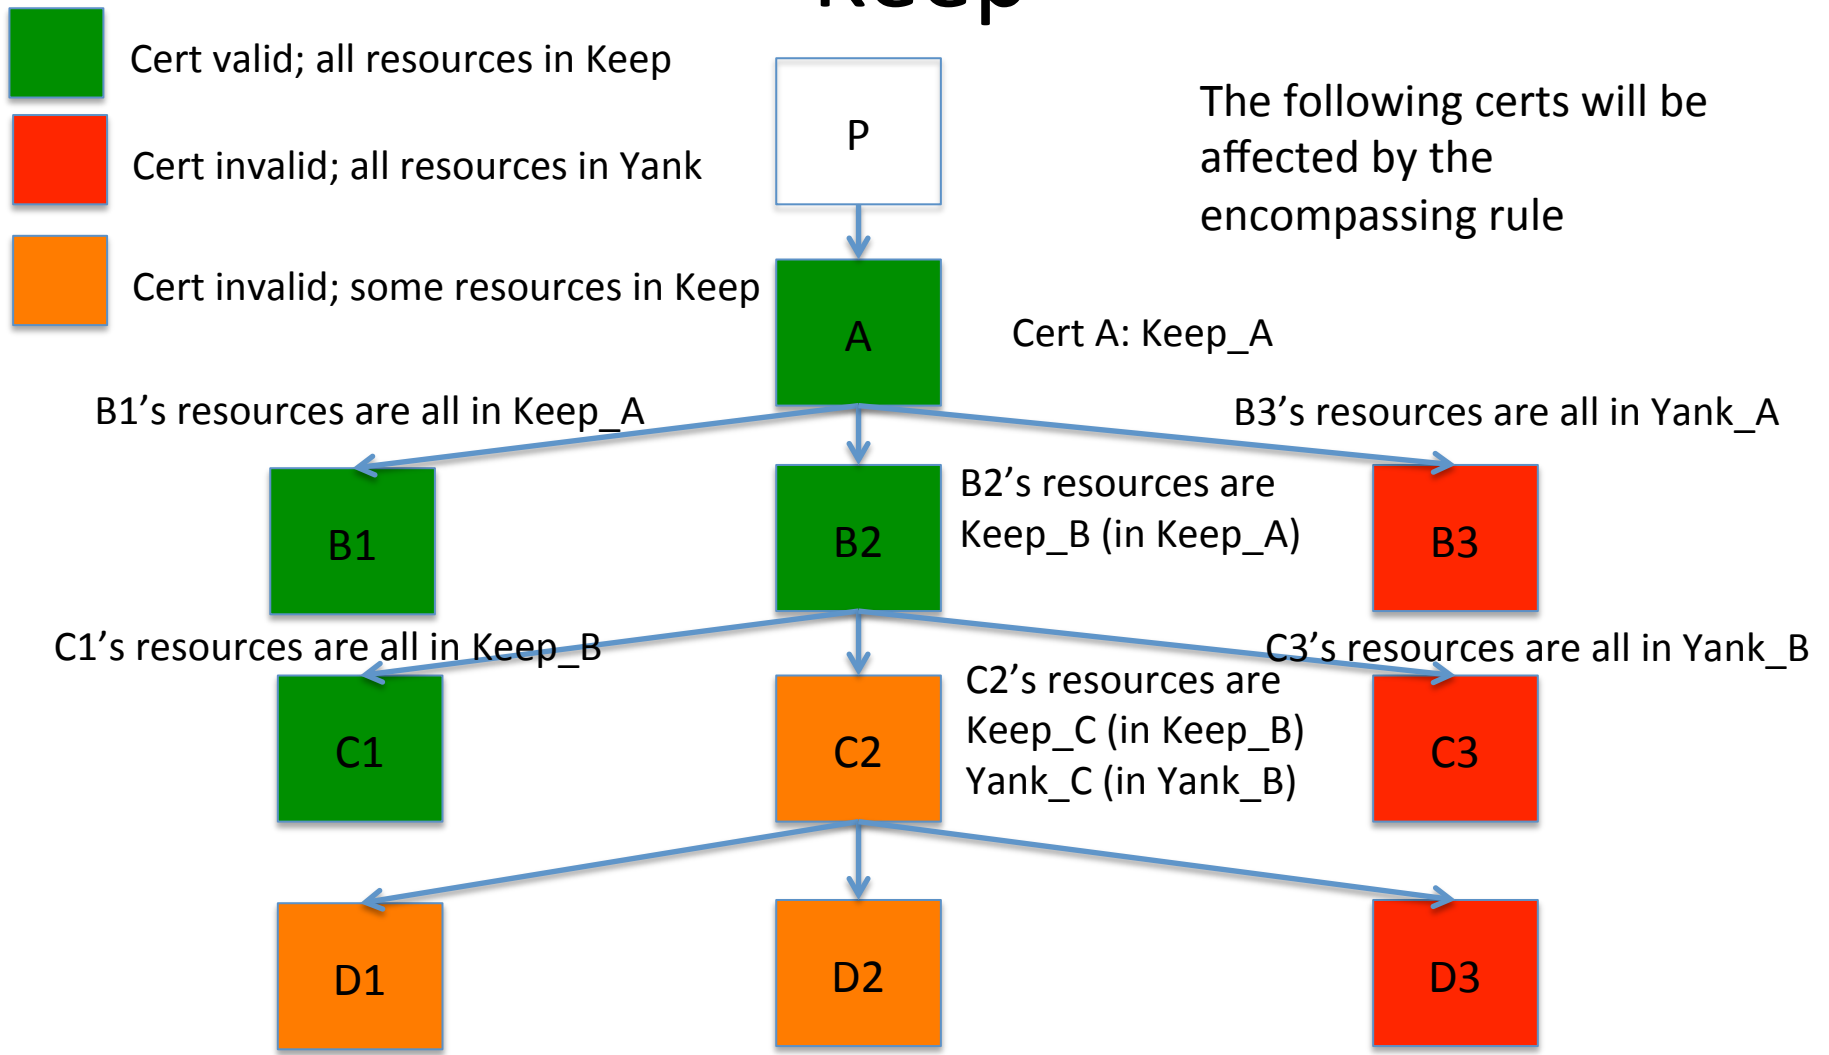 Keep
Cert valid; all resources in Keep
Cert invalid; all resources in Yank
Cert invalid; some resources in Keep
P
The following certs will be
affected by the
encompassing rule
A
Cert A: Keep_A
B1’s resources are all in Keep_A
B3’s resources are all in Yank_A
B1
B2
B2’s resources are
Keep_B (in Keep_A)
B3
C1’s resources are all in Keep_B
C3’s resources are all in Yank_B
C1
C2
C2’s resources are
Keep_C (in Keep_B)
Yank_C (in Yank_B)
C3
D1
D2
D3